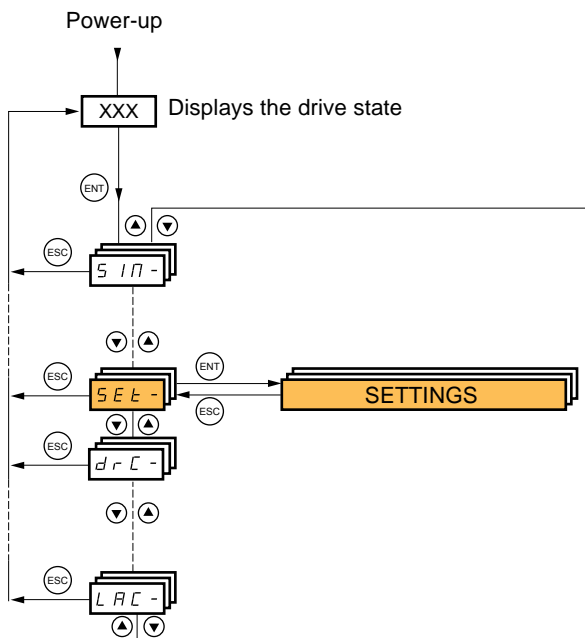 Power-up
XXX Displays the drive state
ENT
ESC
SIM-
ESC
ENT
SEt-
SETTINGS
ESC
ESC
drC-
ESC
LAC-